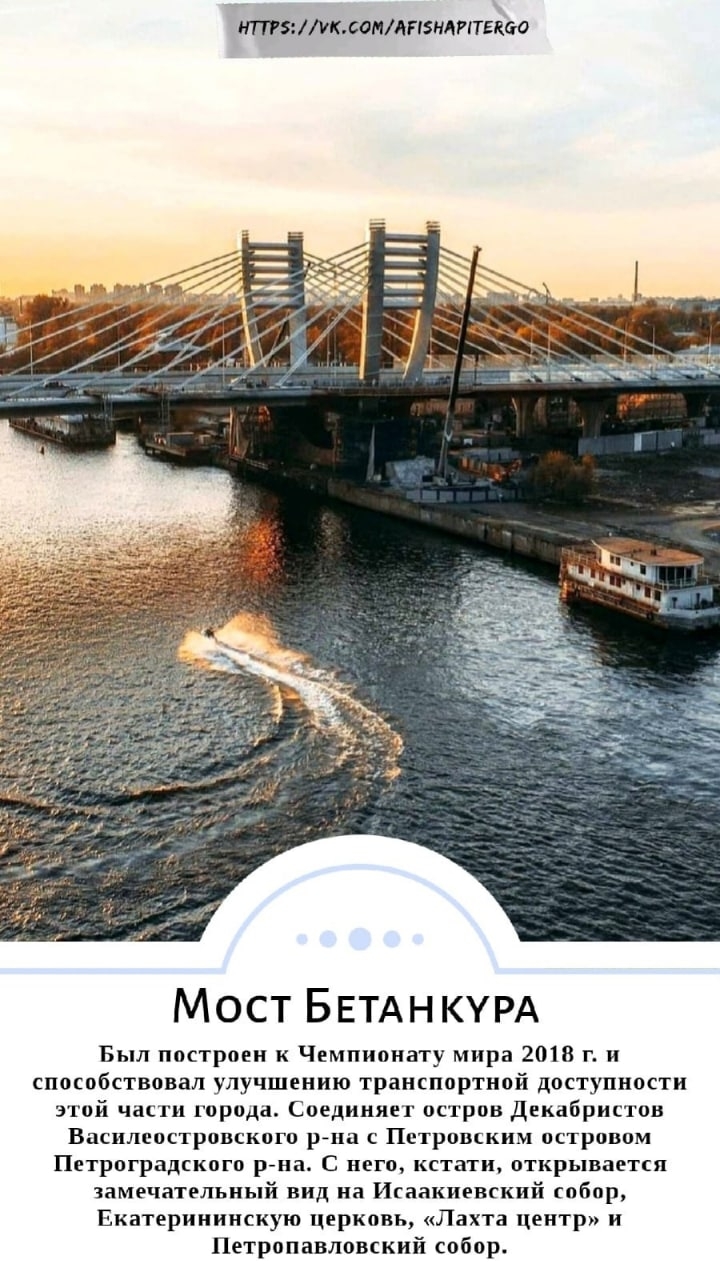 HTTPS://VK.COM/AFISHAPITERGO
Мост Бетанкура
Был построен к Чемпионату мира 2018 г. и
способствовал улучшению транспортной доступности
этой части города. Соединяет остров Декабристов
Василеостровского р-на с Петровским островом
Петроградского р-на. С него, кстати, открывается
замечательный вид на Исаакиевский собор,
Екатерининскую церковь, «Лахта центр» и
Петропавловский собор.